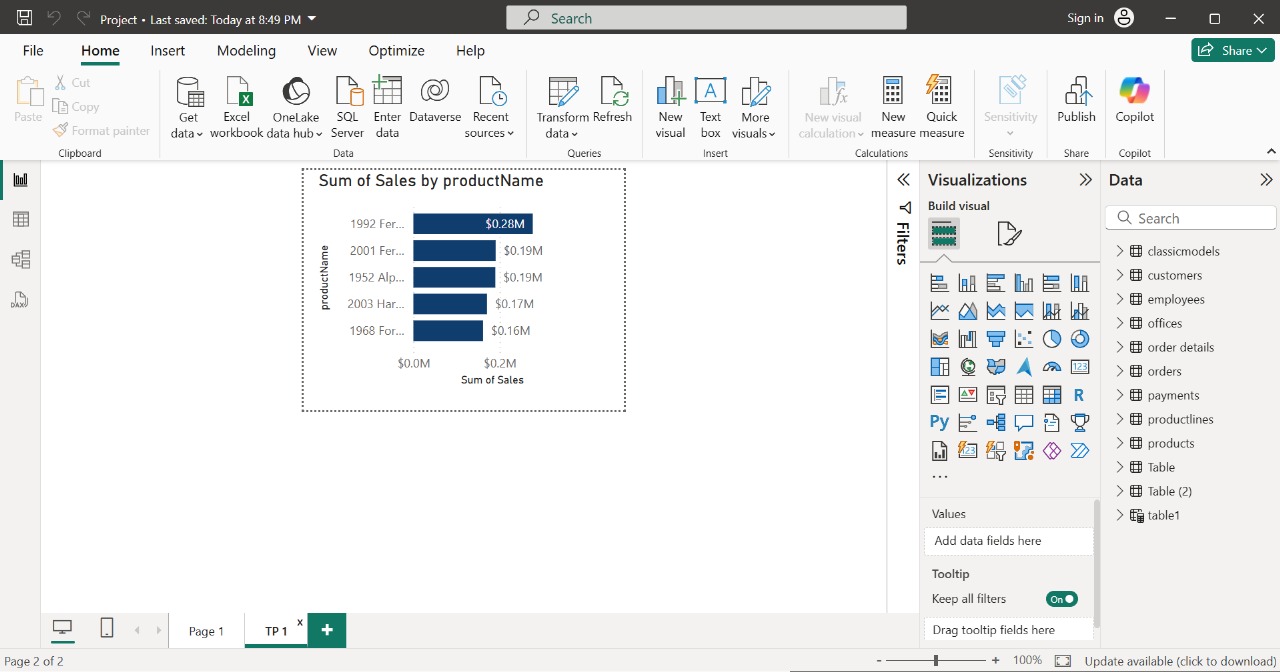 Project • Last saved: Today at 8:49 PM
Search
Sign in
File
Home
Insert
Modeling
View
Optimize
Help
Share
Paste
Cut
Copy
Format painter
Clipboard
Get data
Excel workbook
OneLake data hub
SQL Server
Enter data
Dataverse
Recent sources
Data
Transform data
Refresh
Queries
New visual
Text box
More visuals
Insert
New visual calculation
New measure
Quick measure
Calculations
Sensitivity
Sensitivity
Publish
Share
Copilot
Copilot
DAX
Sum of Sales by productName
productName
1992 Fer... $0.28M
2001 Fer... $0.19M
1952 Alp... $0.19M
2003 Har... $0.17M
1968 For... $0.16M
$0.0M $0.2M
Sum of Sales
Filters
Visualizations
Build visual
123
R
Py
123
...
Values
Add data fields here
Tooltip
Keep all filters On
Drag tooltip fields here
Data
Search
classicmodels
customers
employees
offices
order details
orders
payments
productlines
products
Table
Table (2)
table1
Page 1
TP 1
x
+
Page 2 of 2
- + 100%
Update available (click to download)